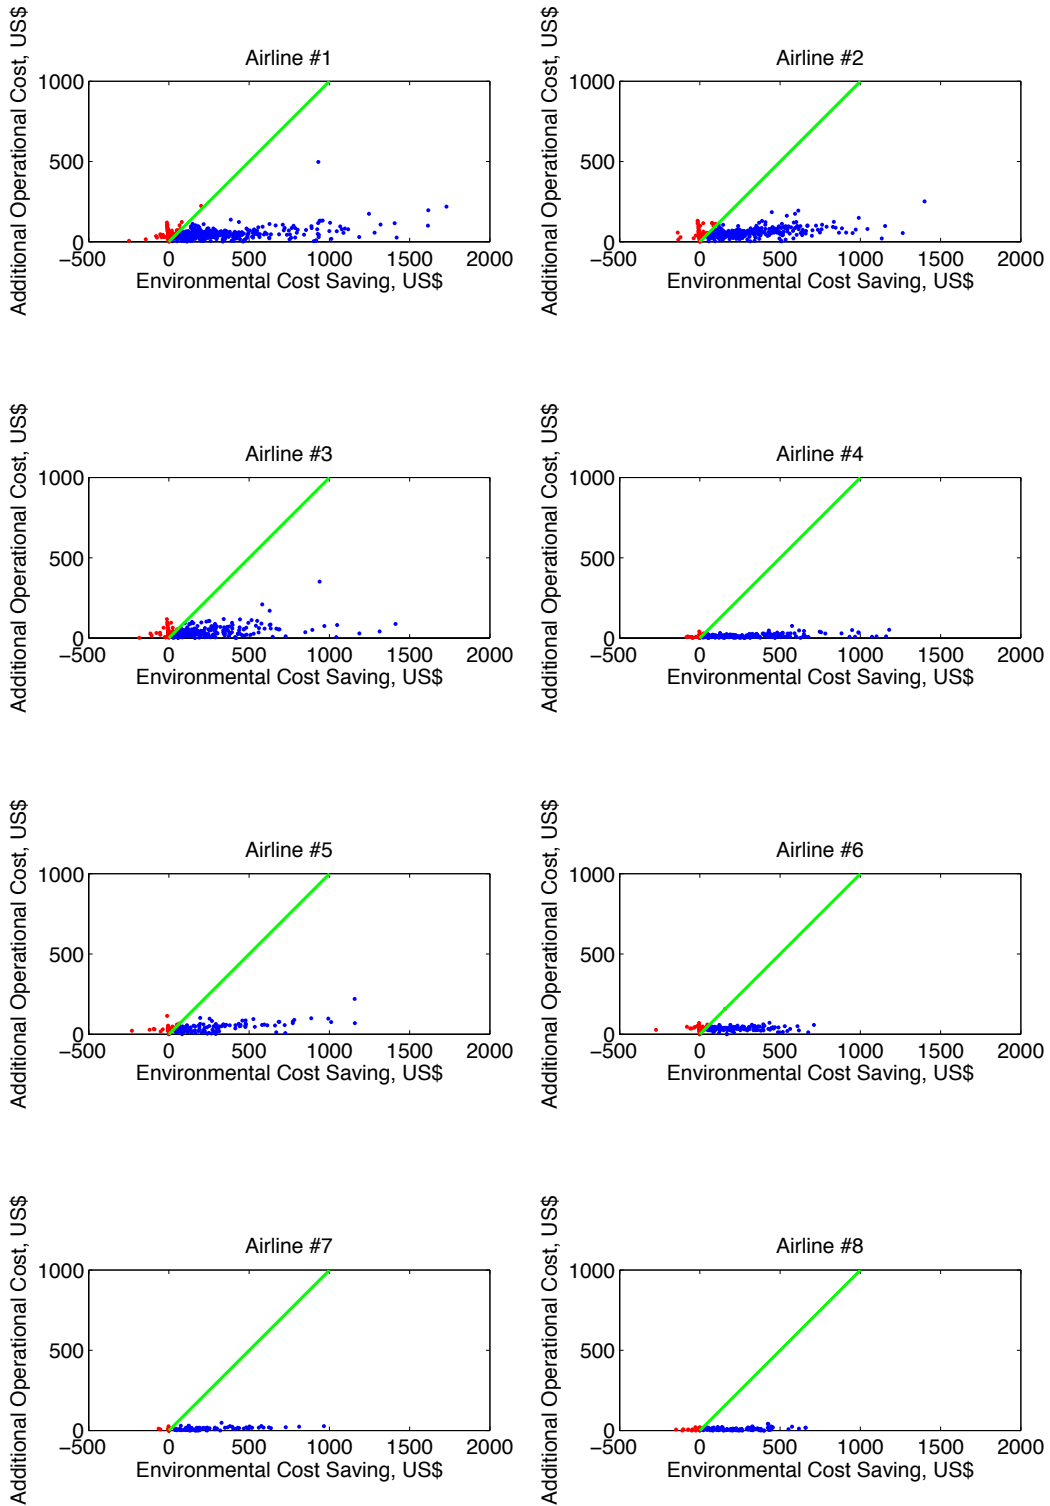 Airline #1
Additional Operational Cost, US$
1000
500
0
−500 0 500 1000 1500 2000
Environmental Cost Saving, US$
Airline #2
Additional Operational Cost, US$
1000
500
0
−500 0 500 1000 1500 2000
Environmental Cost Saving, US$
Airline #3
Additional Operational Cost, US$
1000
500
0
−500 0 500 1000 1500 2000
Environmental Cost Saving, US$
Airline #4
Additional Operational Cost, US$
1000
500
0
−500 0 500 1000 1500 2000
Environmental Cost Saving, US$
Airline #5
Additional Operational Cost, US$
1000
500
0
−500 0 500 1000 1500 2000
Environmental Cost Saving, US$
Airline #6
Additional Operational Cost, US$
1000
500
0
−500 0 500 1000 1500 2000
Environmental Cost Saving, US$
Airline #7
Additional Operational Cost, US$
1000
500
0
−500 0 500 1000 1500 2000
Environmental Cost Saving, US$
Airline #8
Additional Operational Cost, US$
1000
500
0
−500 0 500 1000 1500 2000
Environmental Cost Saving, US$